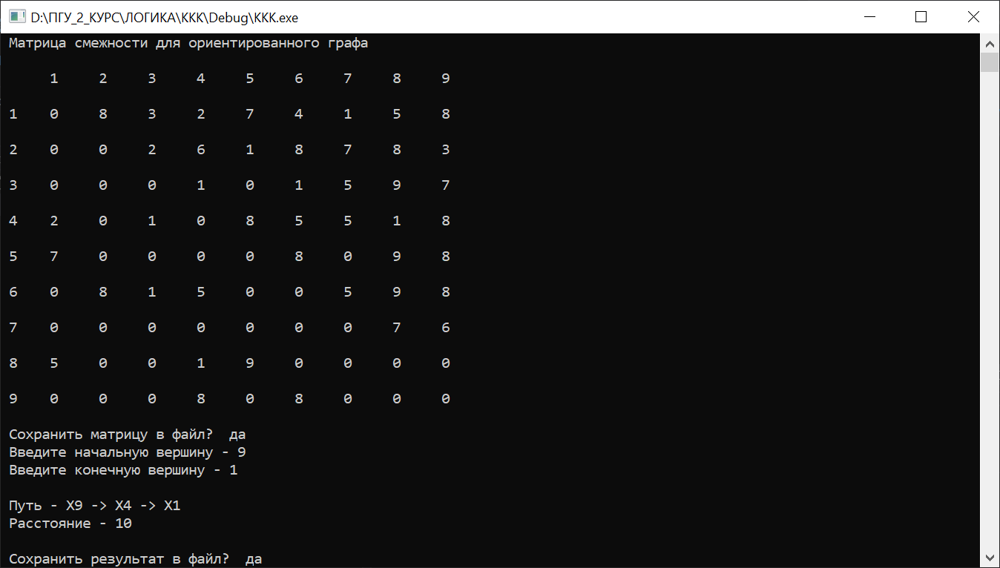 D:\ПГУ_2_КУРС\ЛОГИКА\ККК\Debug\ККК.exe
Матрица смежности для ориентированного графа
1 2 3 4 5 6 7 8 9
1 0 8 3 2 7 4 1 5 8
2 0 0 2 6 1 8 7 8 3
3 0 0 0 1 0 1 5 9 7
4 2 0 1 0 8 5 5 1 8
5 7 0 0 0 0 8 0 9 8
6 0 8 1 5 0 0 5 9 8
7 0 0 0 0 0 0 0 7 6
8 5 0 0 1 9 0 0 0 0
9 0 0 0 8 0 8 0 0 0
Сохранить матрицу в файл?  да
Введите начальную вершину - 9
Введите конечную вершину - 1
Путь - X9 -> X4 -> X1
Расстояние - 10
Сохранить результат в файл?  да